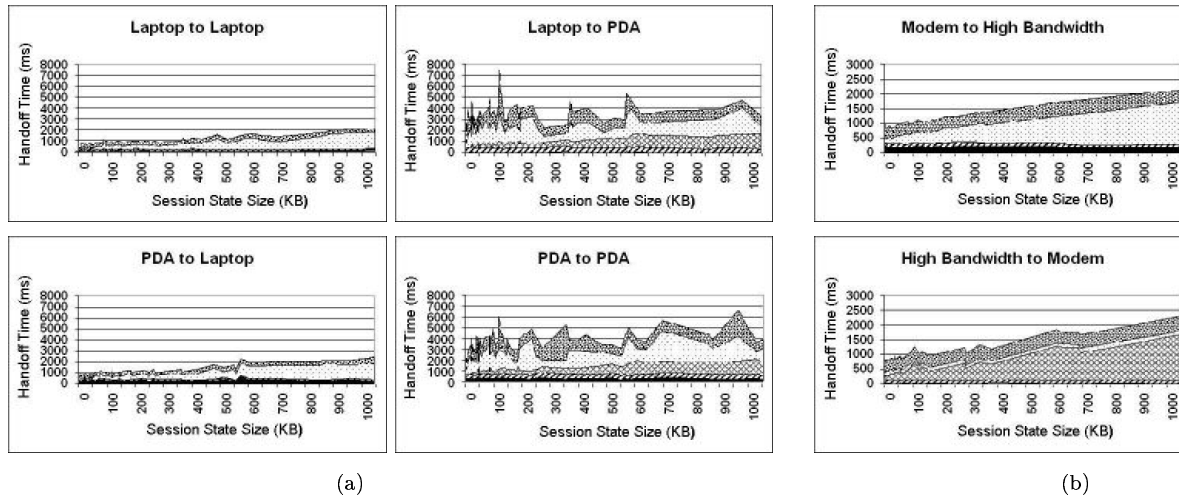 Laptop to Laptop
Handoff Time (ms)
8000
7000
6000
5000
4000
3000
2000
1000
0
0 100 200 300 400 500 600 700 800 900 1000
Session State Size (KB)
Laptop to PDA
Handoff Time (ms)
8000
7000
6000
5000
4000
3000
2000
1000
0
0 100 200 300 400 500 600 700 800 900 1000
Session State Size (KB)
Modem to High Bandwidth
Handoff Time (ms)
3000
2500
2000
1500
1000
500
0
0 100 200 300 400 500 600 700 800 900 1000
Session State Size (KB)
PDA to Laptop
Handoff Time (ms)
8000
7000
6000
5000
4000
3000
2000
1000
0
0 100 200 300 400 500 600 700 800 900 1000
Session State Size (KB)
PDA to PDA
Handoff Time (ms)
8000
7000
6000
5000
4000
3000
2000
1000
0
0 100 200 300 400 500 600 700 800 900 1000
Session State Size (KB)
High Bandwidth to Modem
Handoff Time (ms)
3000
2500
2000
1500
1000
500
0
0 100 200 300 400 500 600 700 800 900 1000
Session State Size (KB)
(a)
(b)